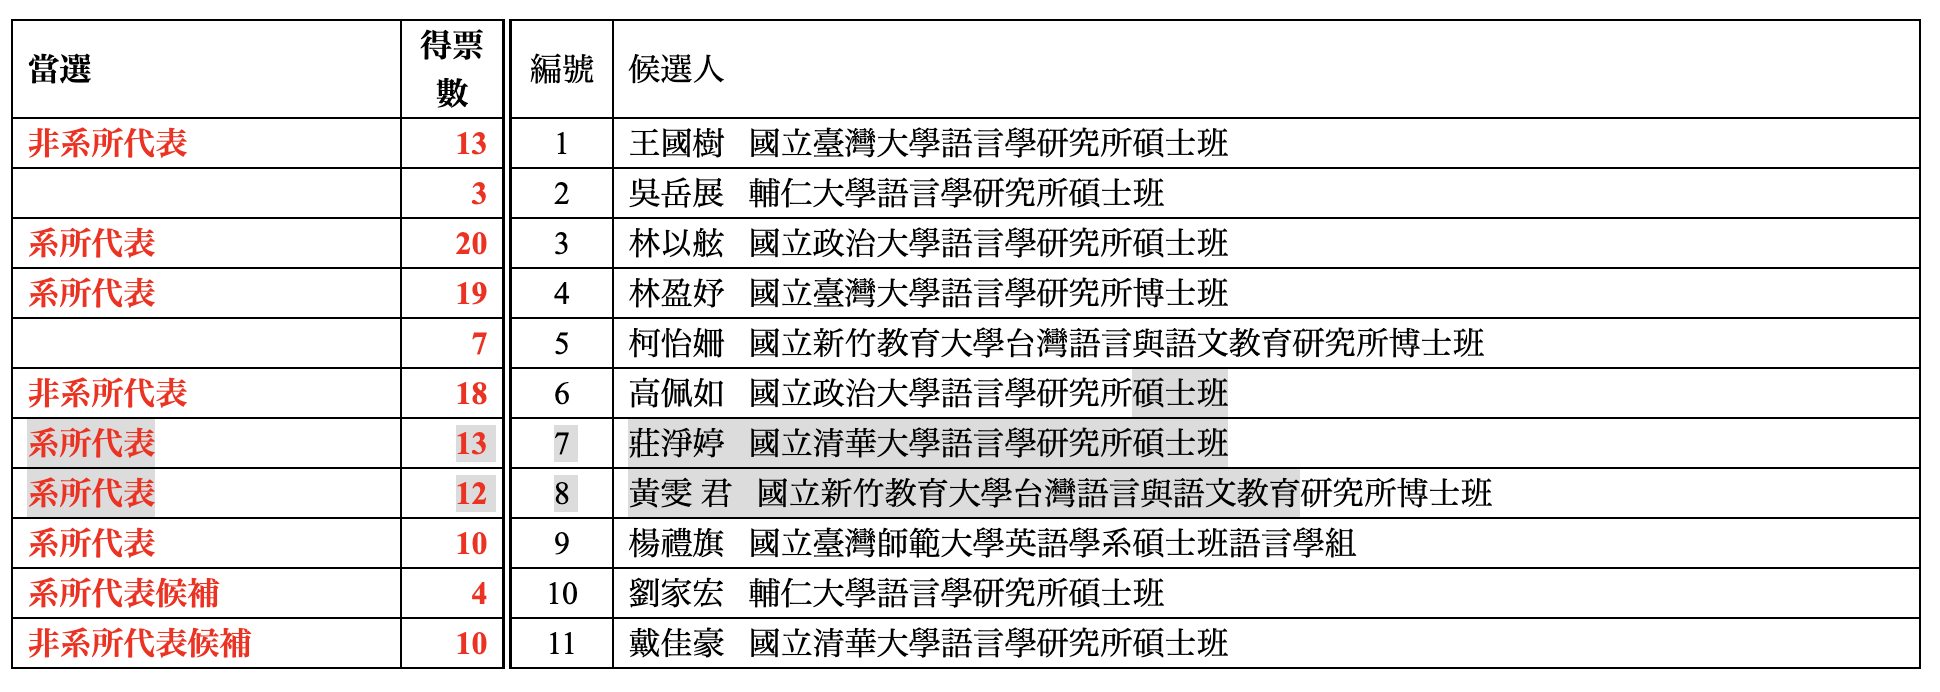 當選 得票數 編號 候選人
非系所代表 13 1 王國樹 國立臺灣大學語言學研究所碩士班
3 2 吳岳展 輔仁大學語言學研究所碩士班
系所代表 20 3 林以舷 國立政治大學語言學研究所碩士班
系所代表 19 4 林盈妤 國立臺灣大學語言學研究所博士班
7 5 柯怡姍 國立新竹教育大學台灣語言與語文教育研究所博士班
非系所代表 18 6 高佩如 國立政治大學語言學研究所碩士班
系所代表 13 7 莊淨婷 國立清華大學語言學研究所碩士班
系所代表 12 8 黃雯 君 國立新竹教育大學台灣語言與語文教育研究所博士班
系所代表 10 9 楊禮旗 國立臺灣師範大學英語學系碩士班語言學組
系所代表候補 4 10 劉家宏 輔仁大學語言學研究所碩士班
非系所代表候補 10 11 戴佳豪 國立清華大學語言學研究所碩士班